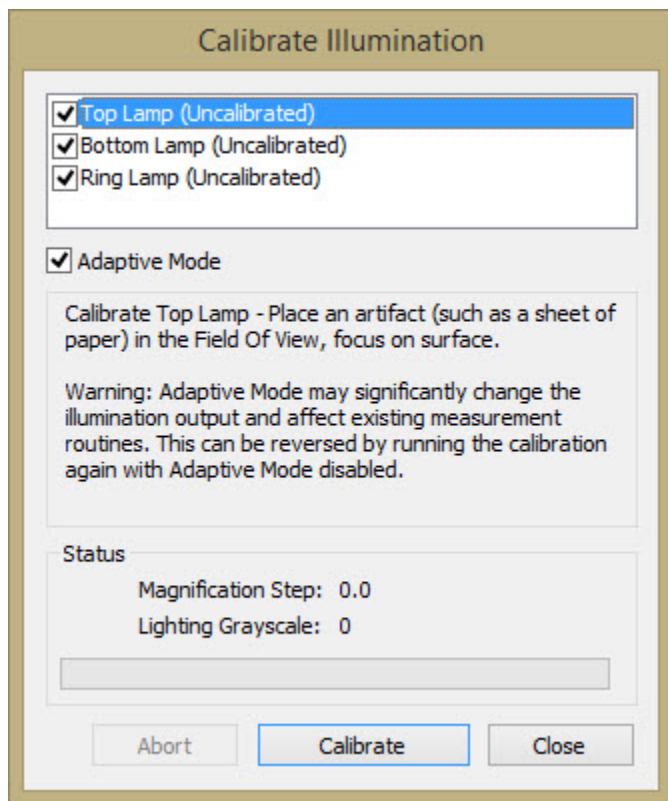 Calibrate Illumination
Top Lamp (Uncalibrated)
Bottom Lamp (Uncalibrated)
Ring Lamp (Uncalibrated)
Adaptive Mode
Calibrate Top Lamp - Place an artifact (such as a sheet of
paper) in the Field Of View, focus on surface.
Warning: Adaptive Mode may significantly change the
illumination output and affect existing measurement
routines. This can be reversed by running the calibration
again with Adaptive Mode disabled.
Status
Magnification Step: 0.0
Lighting Grayscale: 0
Abort Calibrate Close